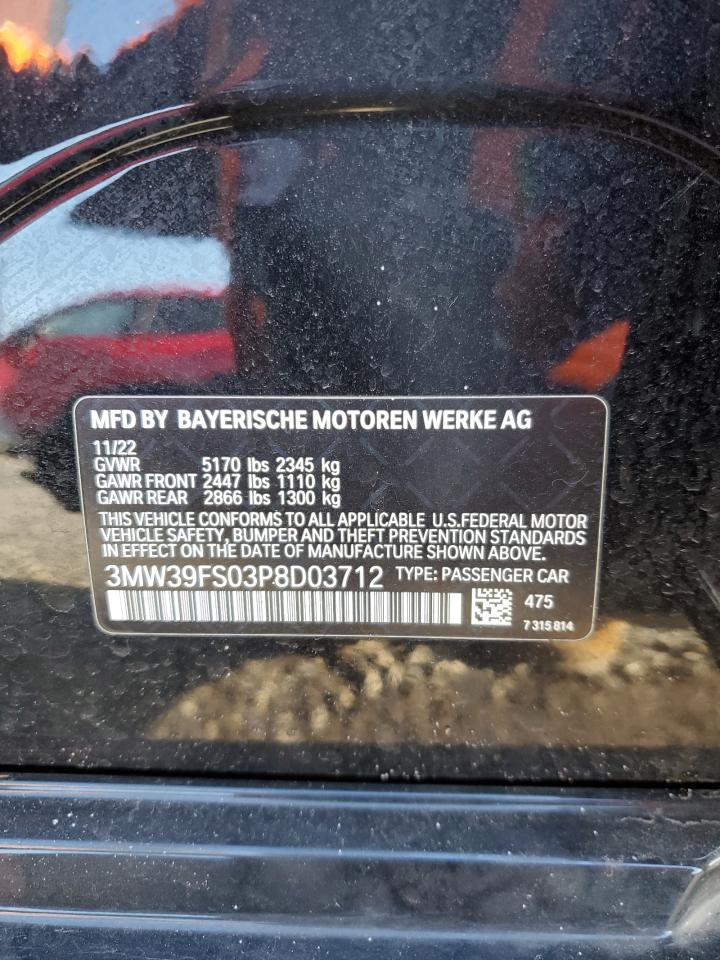 MFD BY BAYERISCHE MOTOREN WERKE AG
11/22
GVWR 5170 lbs 2345 kg
GAWR FRONT 2447 lbs 1110 kg
GAWR REAR 2866 lbs 1300 kg
THIS VEHICLE CONFORMS TO ALL APPLICABLE U.S.FEDERAL MOTOR
VEHICLE SAFETY, BUMPER AND THEFT PREVENTION STANDARDS
IN EFFECT ON THE DATE OF MANUFACTURE SHOWN ABOVE.
3MW39FS03P8D03712 TYPE: PASSENGER CAR
475
7 315 814